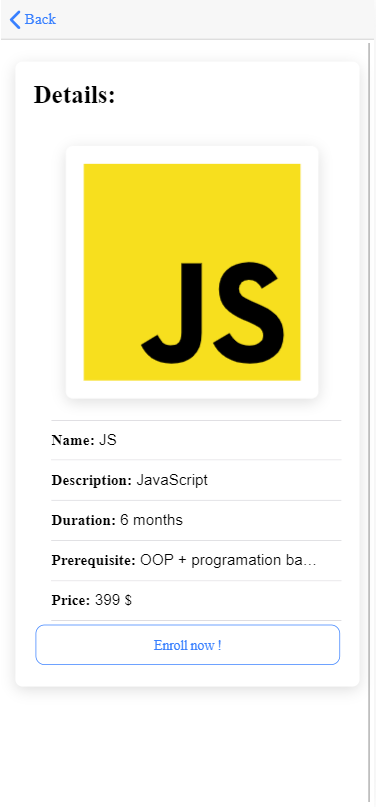 Back
Details:
JS
Name: JS
Description: JavaScript
Duration: 6 months
Prerequisite: OOP + programation ba...
Price: 399 $
Enroll now !